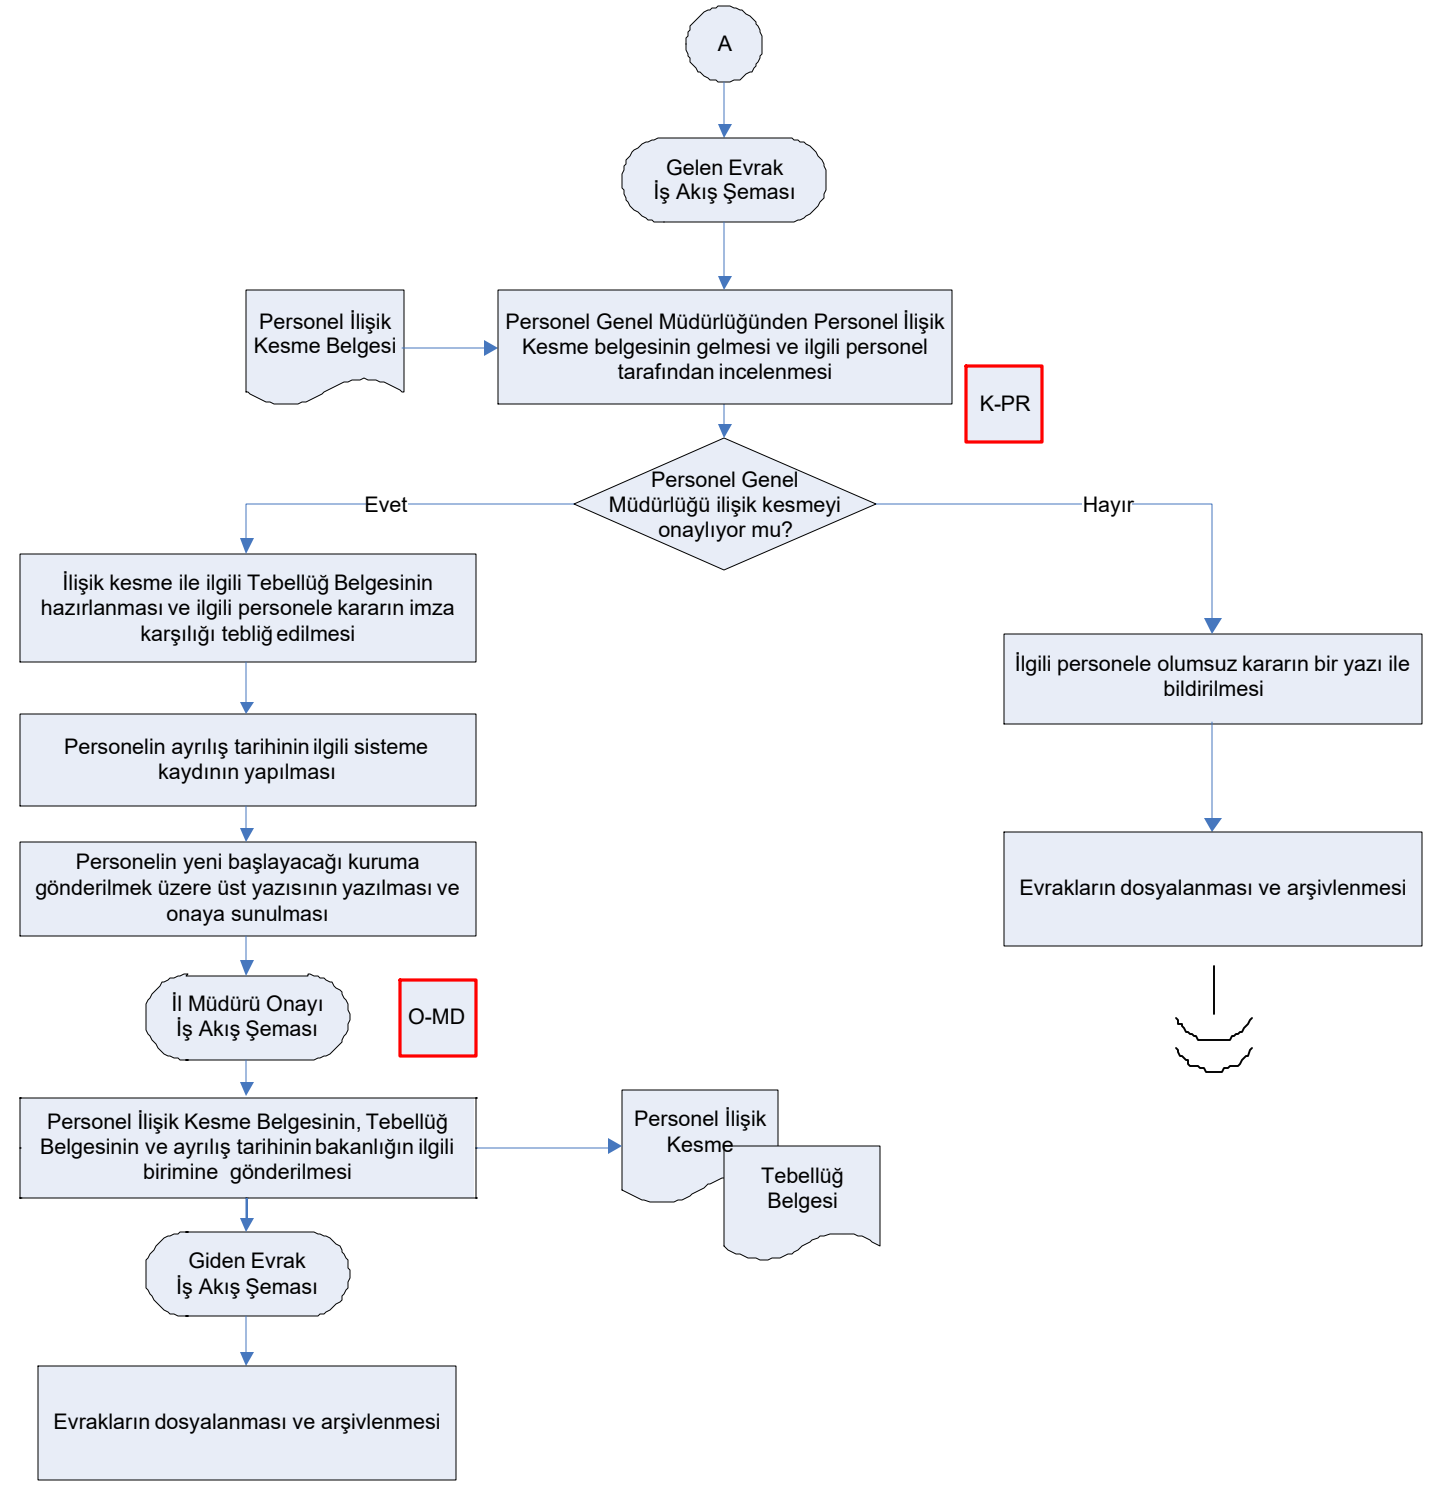 A
Gelen Evrak
İş Akış Şeması
Personel İlişik
Kesme Belgesi
Personel Genel Müdürlüğünden Personel İlişik
Kesme belgesinin gelmesi ve ilgili personel
tarafından incelenmesi
K-PR
Personel Genel
Müdürlüğü ilişik kesmeyi
onaylıyor mu?
Evet
Hayır
İlişik kesme ile ilgili Tebellüğ Belgesinin
hazırlanması ve ilgili personele kararın imza
karşılığı tebliğ edilmesi
İlgili personele olumsuz kararın bir yazı ile
bildirilmesi
Personelin ayrılış tarihinin ilgili sisteme
kaydının yapılması
Personelin yeni başlayacağı kuruma
gönderilmek üzere üst yazısının yazılması ve
onaya sunulması
Evrakların dosyalanması ve arşivlenmesi
İl Müdürü Onayı
İş Akış Şeması
O-MD
Personel İlişik Kesme Belgesinin, Tebellüğ
Belgesinin ve ayrılış tarihinin bakanlığın ilgili
birimine gönderilmesi
Personel İlişik
Kesme
Tebellüğ
Belgesi
Giden Evrak
İş Akış Şeması
Evrakların dosyalanması ve arşivlenmesi